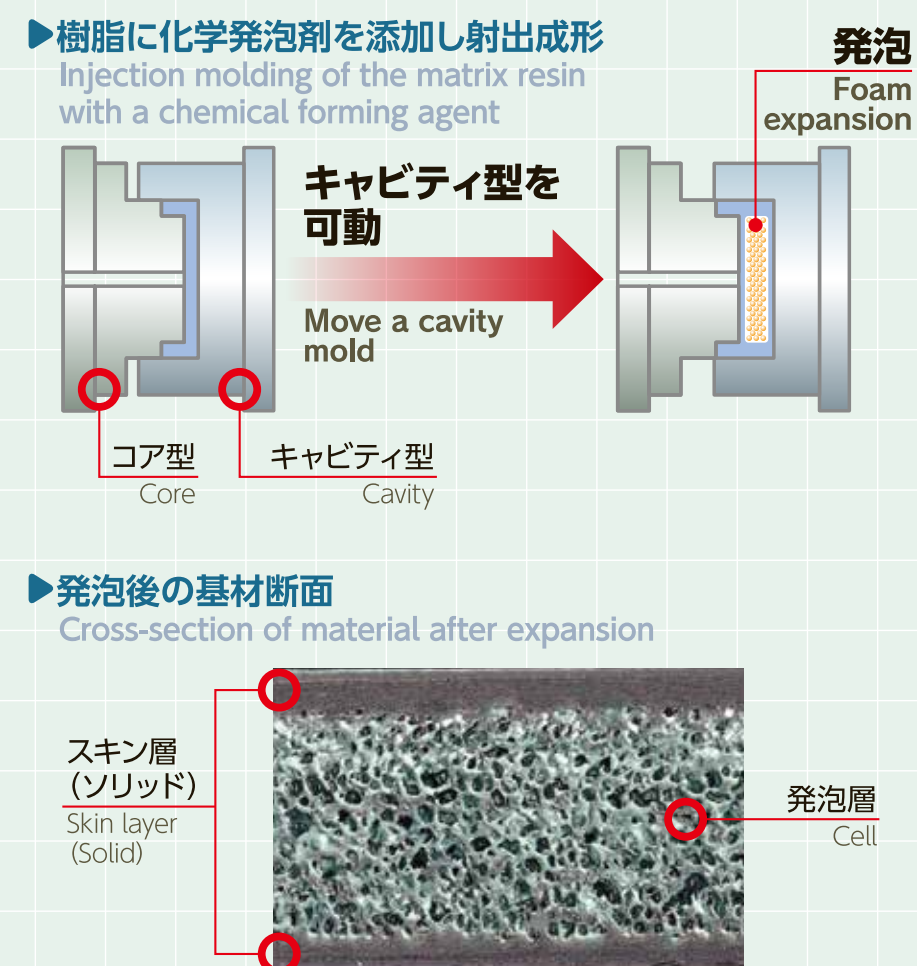 ▶樹脂に化学発泡剤を添加し射出成形
Injection molding of the matrix resin
with a chemical forming agent
発泡
Foam
expansion
キャビティ型を
可動
Move a cavity
mold
コア型
Core
キャビティ型
Cavity
▶発泡後の基材断面
Cross-section of material after expansion
スキン層
(ソリッド)
Skin layer
(Solid)
発泡層
Cell